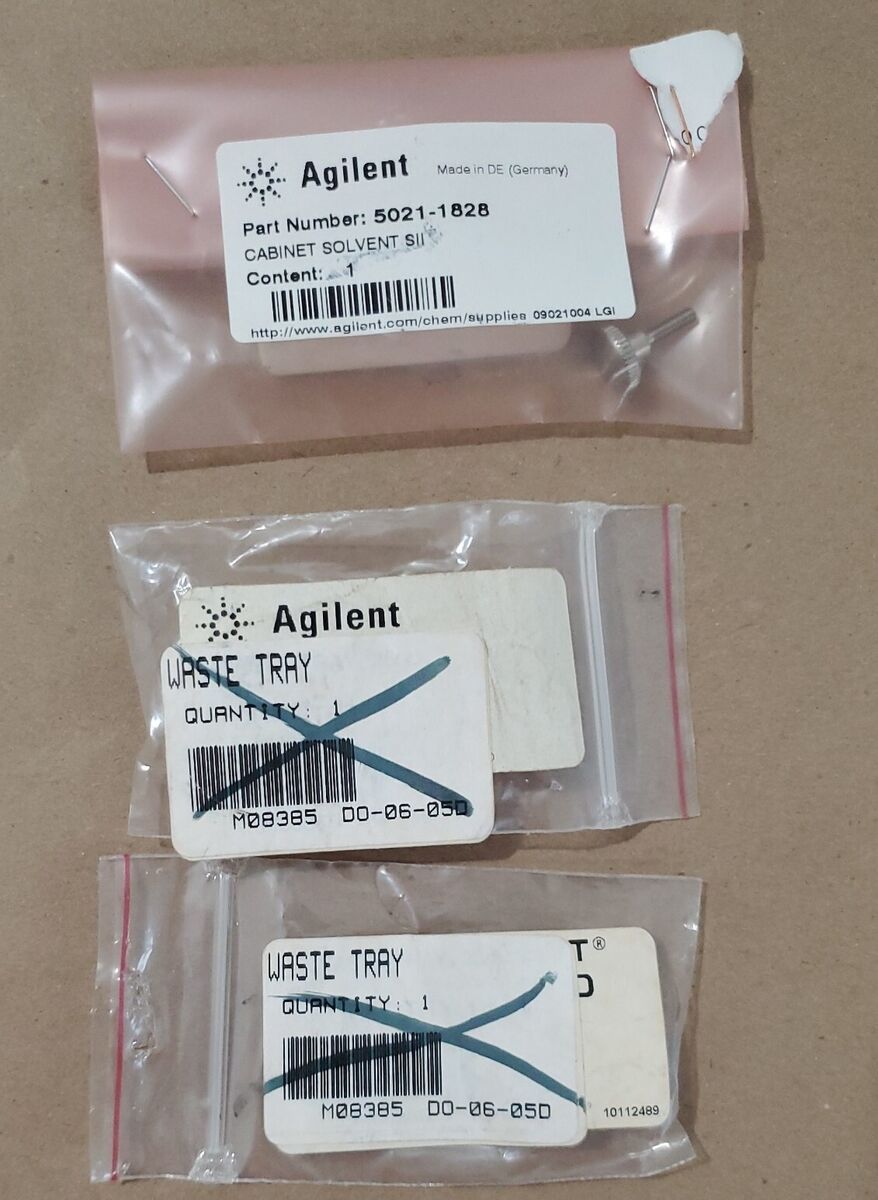 Agilent Made in DE (Germany)
Part Number: 5021-1828
CABINET SOLVENT SII
Content: 1
http://www.agilent.com/chem/supplies 09021004 LGI
Agilent
WASTE TRAY
QUANTITY: 1
M08385 DO-06-05D
T®
WASTE TRAY
D
QUANTITY: 1
M08385 DO-06-05D
10112489